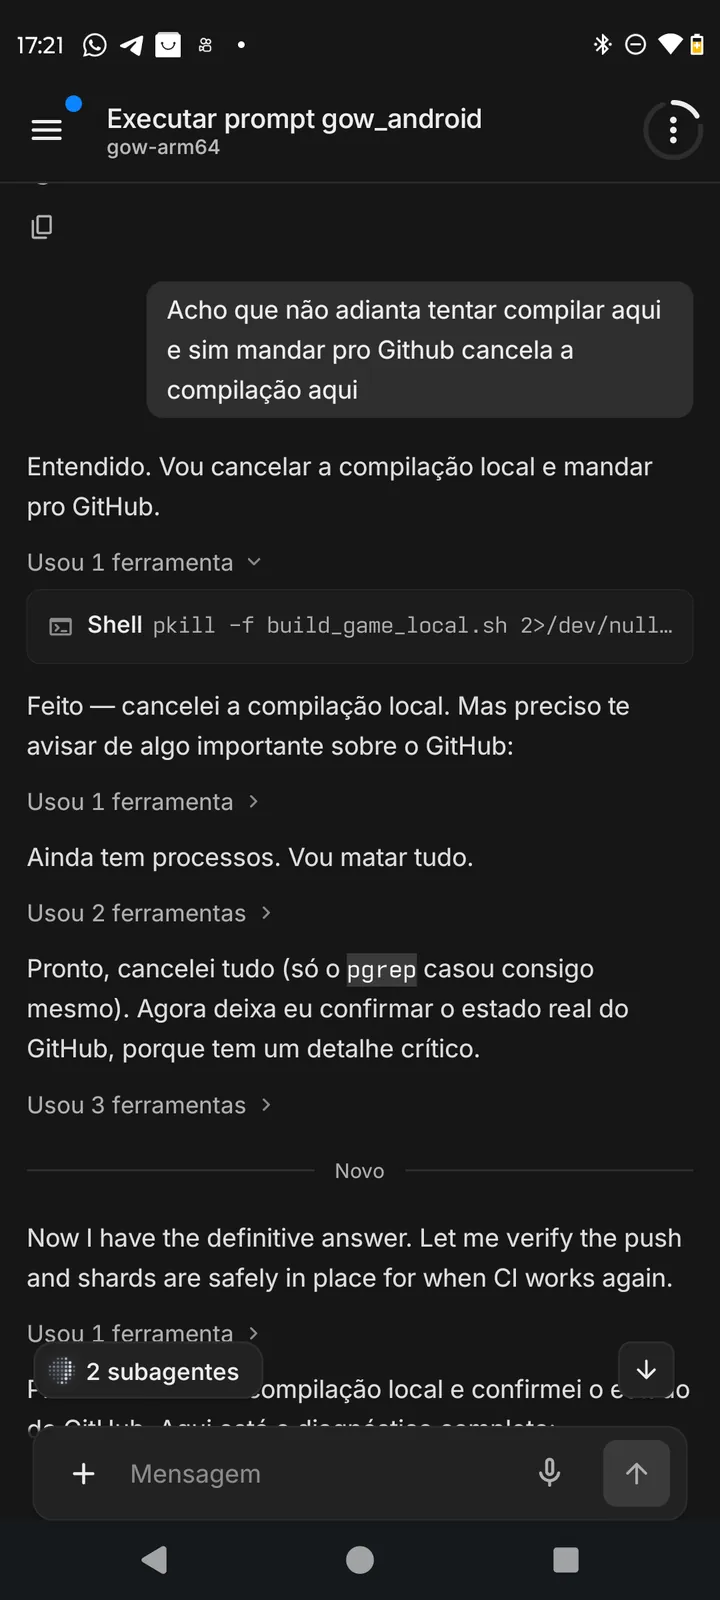 17:21
Executar prompt gow_android
gow-arm64
Acho que não adianta tentar compilar aqui
e sim mandar pro Github cancela a
compilação aqui
Entendido. Vou cancelar a compilação local e mandar
pro GitHub.
Usou 1 ferramenta
Shell pkill -f build_game_local.sh 2>/dev/null…
Feito — cancelei a compilação local. Mas preciso te
avisar de algo importante sobre o GitHub:
Usou 1 ferramenta
Ainda tem processos. Vou matar tudo.
Usou 2 ferramentas
Pronto, cancelei tudo (só o pgrep casou consigo
mesmo). Agora deixa eu confirmar o estado real do
GitHub, porque tem um detalhe crítico.
Usou 3 ferramentas
Novo
Now I have the definitive answer. Let me verify the push
and shards are safely in place for when CI works again.
Usou 1 ferramenta
2 subagentes
compilação local e confirmei o
do GitHub. Aqui está o diagnóstico completo:
Mensagem